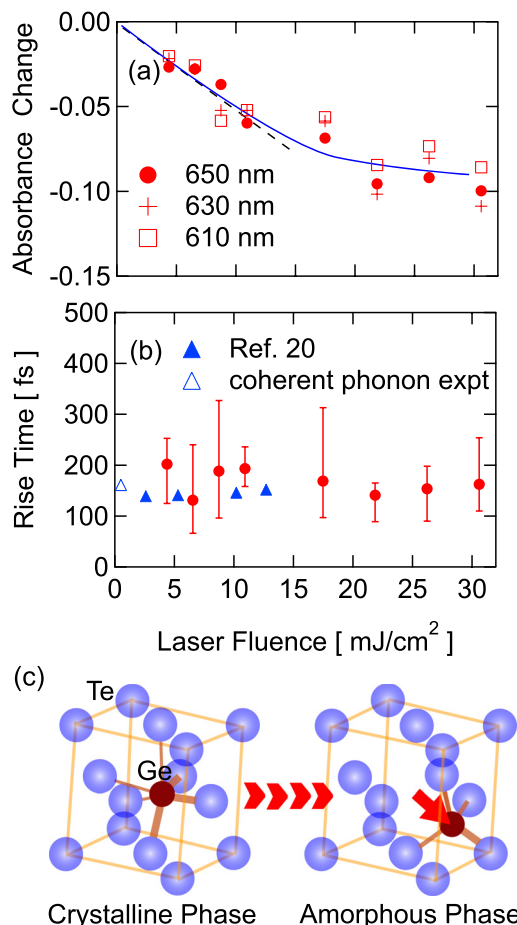 0.00
-0.05
-0.10
-0.15
Absorbance Change
(a)
650 nm
630 nm
610 nm
500
400
300
200
100
0
Rise Time [ fs ]
(b)
Ref. 20
coherent phonon expt
0 5 10 15 20 25 30
Laser Fluence [ mJ/cm² ]
(c)
Te
Ge
Crystalline Phase
Amorphous Phase